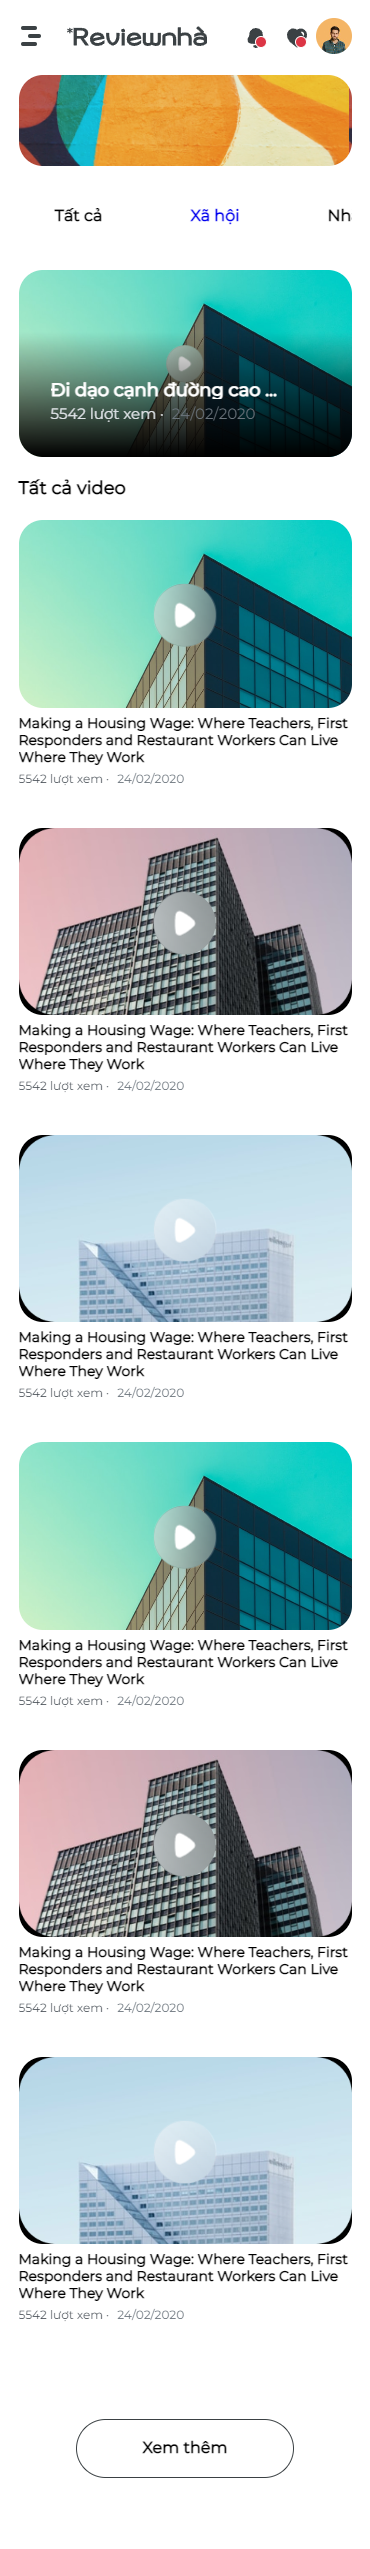 *Reviewnhà
Tất cả
Xã hội
Nh
Đi dạo cạnh đường cao ...
5542 lượt xem · 24/02/2020
Tất cả video
Making a Housing Wage: Where Teachers, First
Responders and Restaurant Workers Can Live
Where They Work
5542 lượt xem · 24/02/2020
Making a Housing Wage: Where Teachers, First
Responders and Restaurant Workers Can Live
Where They Work
5542 lượt xem · 24/02/2020
Making a Housing Wage: Where Teachers, First
Responders and Restaurant Workers Can Live
Where They Work
5542 lượt xem · 24/02/2020
Making a Housing Wage: Where Teachers, First
Responders and Restaurant Workers Can Live
Where They Work
5542 lượt xem · 24/02/2020
Making a Housing Wage: Where Teachers, First
Responders and Restaurant Workers Can Live
Where They Work
5542 lượt xem · 24/02/2020
Making a Housing Wage: Where Teachers, First
Responders and Restaurant Workers Can Live
Where They Work
5542 lượt xem · 24/02/2020
Xem thêm